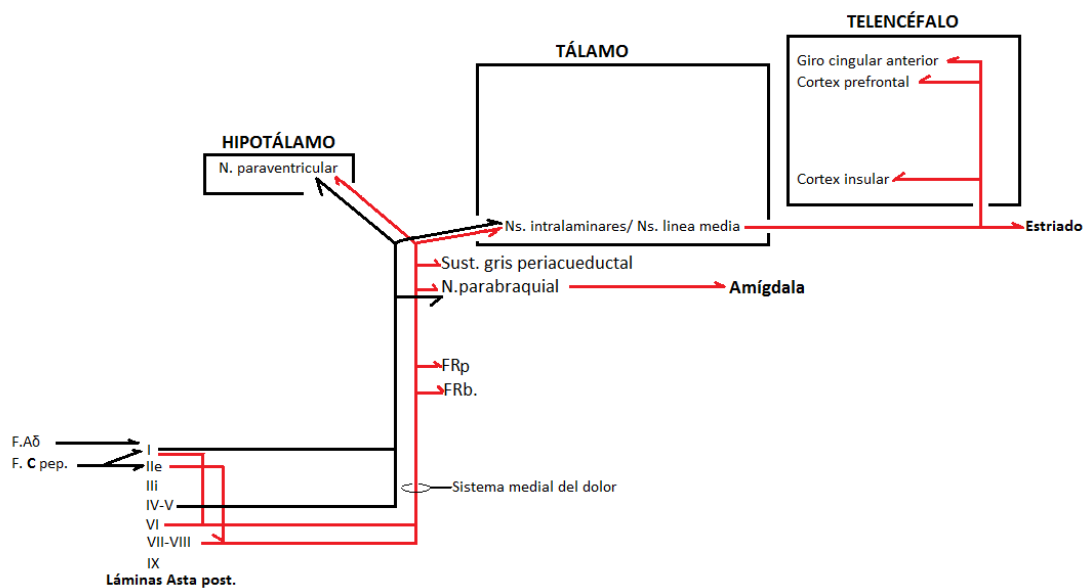 TELENCÉFALO
TÁLAMO
Giro cingular anterior
Cortex prefrontal
HIPOTÁLAMO
N. paraventricular
Cortex insular
Ns. intralaminares/ Ns. linea media
Estriado
Sust. gris periacueductal
N.parabraquial
Amígdala
FRp
FRb.
F.Aδ
I
F. C pep.
IIe
IIi
Sistema medial del dolor
IV-V
VI
VII-VIII
IX
Láminas Asta post.